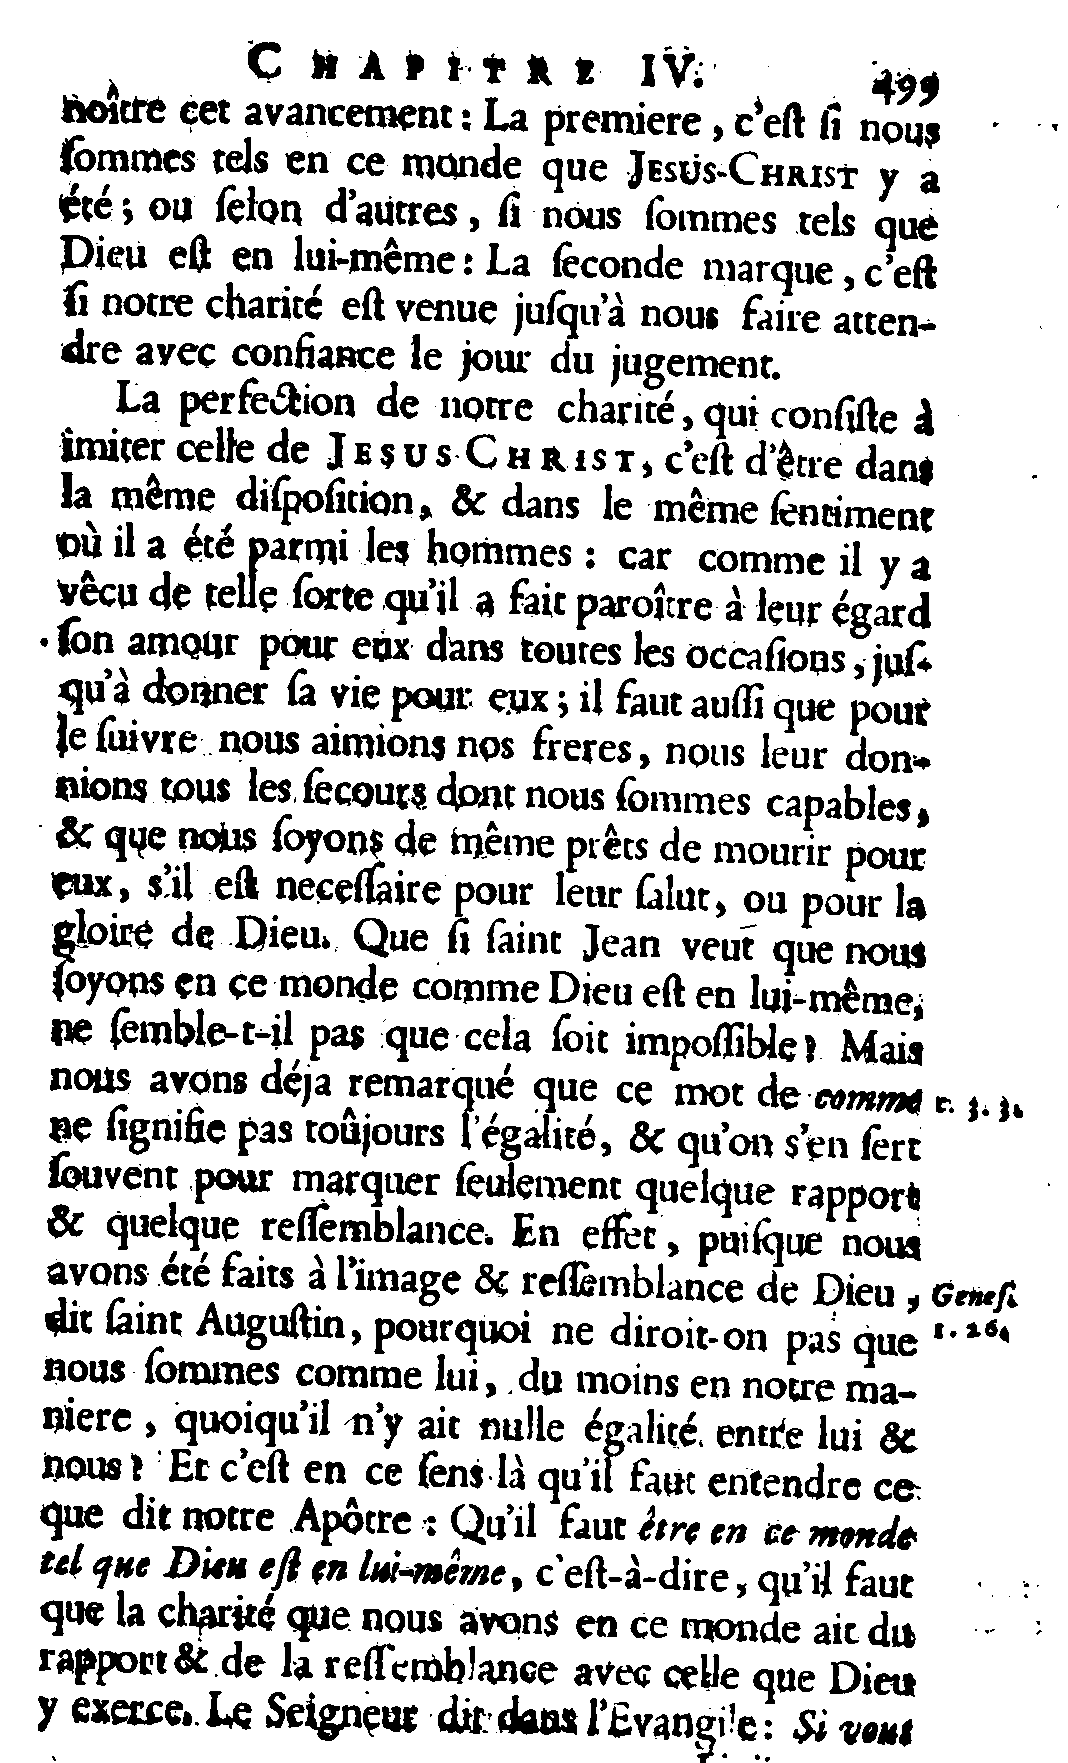 CHAPITRE IV. 499
noître cet avancement : La premiere, c'eſt ſi nous
ſommes tels en ce monde que JESUS-CHRIST y a
été ; ou ſelon d'autres, ſi nous ſommes tels que
Dieu eſt en lui-même : La ſeconde marque, c'eſt
ſi notre charité eſt venue juſqu'à nous faire atten-
dre avec confiance le jour du jugement.
La perfection de notre charité, qui conſiſte à
imiter celle de JESUS-CHRIST, c'eſt d'être dans
la même diſpoſition, & dans le même ſentiment
où il a été parmi les hommes : car comme il y a
vêcu de telle ſorte qu'il a fait paroître à leur égard
ſon amour pour eux dans toutes les occaſions, juſ-
qu'à donner ſa vie pour eux ; il faut auſſi que pour
le ſuivre nous aimions nos freres, nous leur don-
nions tous les ſecours dont nous ſommes capables,
& que nous ſoyons de même prêts de mourir pour
eux, s'il eſt neceſſaire pour leur ſalut, ou pour la
gloire de Dieu. Que ſi ſaint Jean veut que nous
ſoyons en ce monde comme Dieu eſt en lui-même,
ne ſemble-t-il pas que cela ſoit impoſſible ? Mais
nous avons déja remarqué que ce mot de comme v. 3. 3.
ne ſignifie pas toûjours l'égalité, & qu'on s'en ſert
ſouvent pour marquer ſeulement quelque rapport
& quelque reſſemblance. En effet, puiſque nous
avons été faits à l'image & reſſemblance de Dieu, Geneſ.
dit ſaint Auguſtin, pourquoi ne diroit-on pas que 1. 26.
nous ſommes comme lui, du moins en notre ma-
niere, quoiqu'il n'y ait nulle égalité entre lui &
nous ? Et c'eſt en ce ſens là qu'il faut entendre ce
que dit notre Apôtre : Qu'il faut être en ce monde
tel que Dieu eſt en lui-même, c'eſt-à-dire, qu'il faut
que la charité que nous avons en ce monde ait du
rapport & de la reſſemblance avec celle que Dieu
y exerce. Le Seigneur dit dans l'Evangile : Si vous